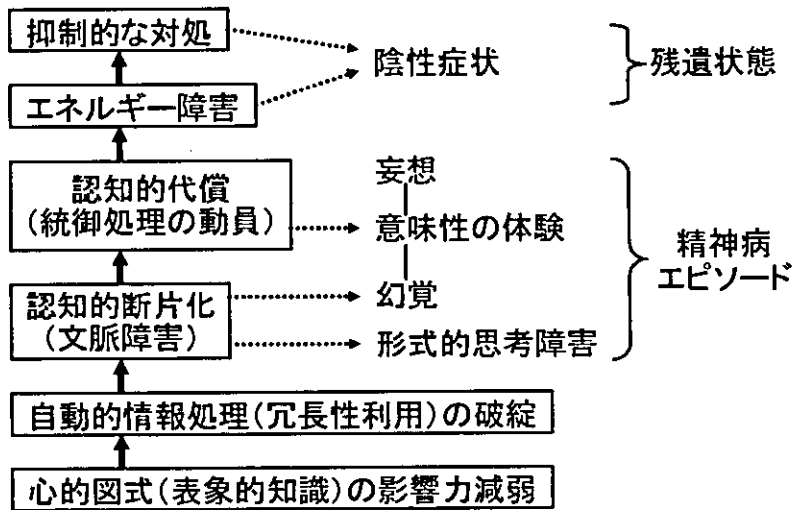 抑制的な対処
陰性症状
残遺状態
エネルギー障害
認知的代償
(統御処理の動員)
妄想
意味性の体験
幻覚
形式的思考障害
精神病
エピソード
認知的断片化
(文脈障害)
自動的情報処理(冗長性利用)の破綻
心的図式(表象的知識)の影響力減弱